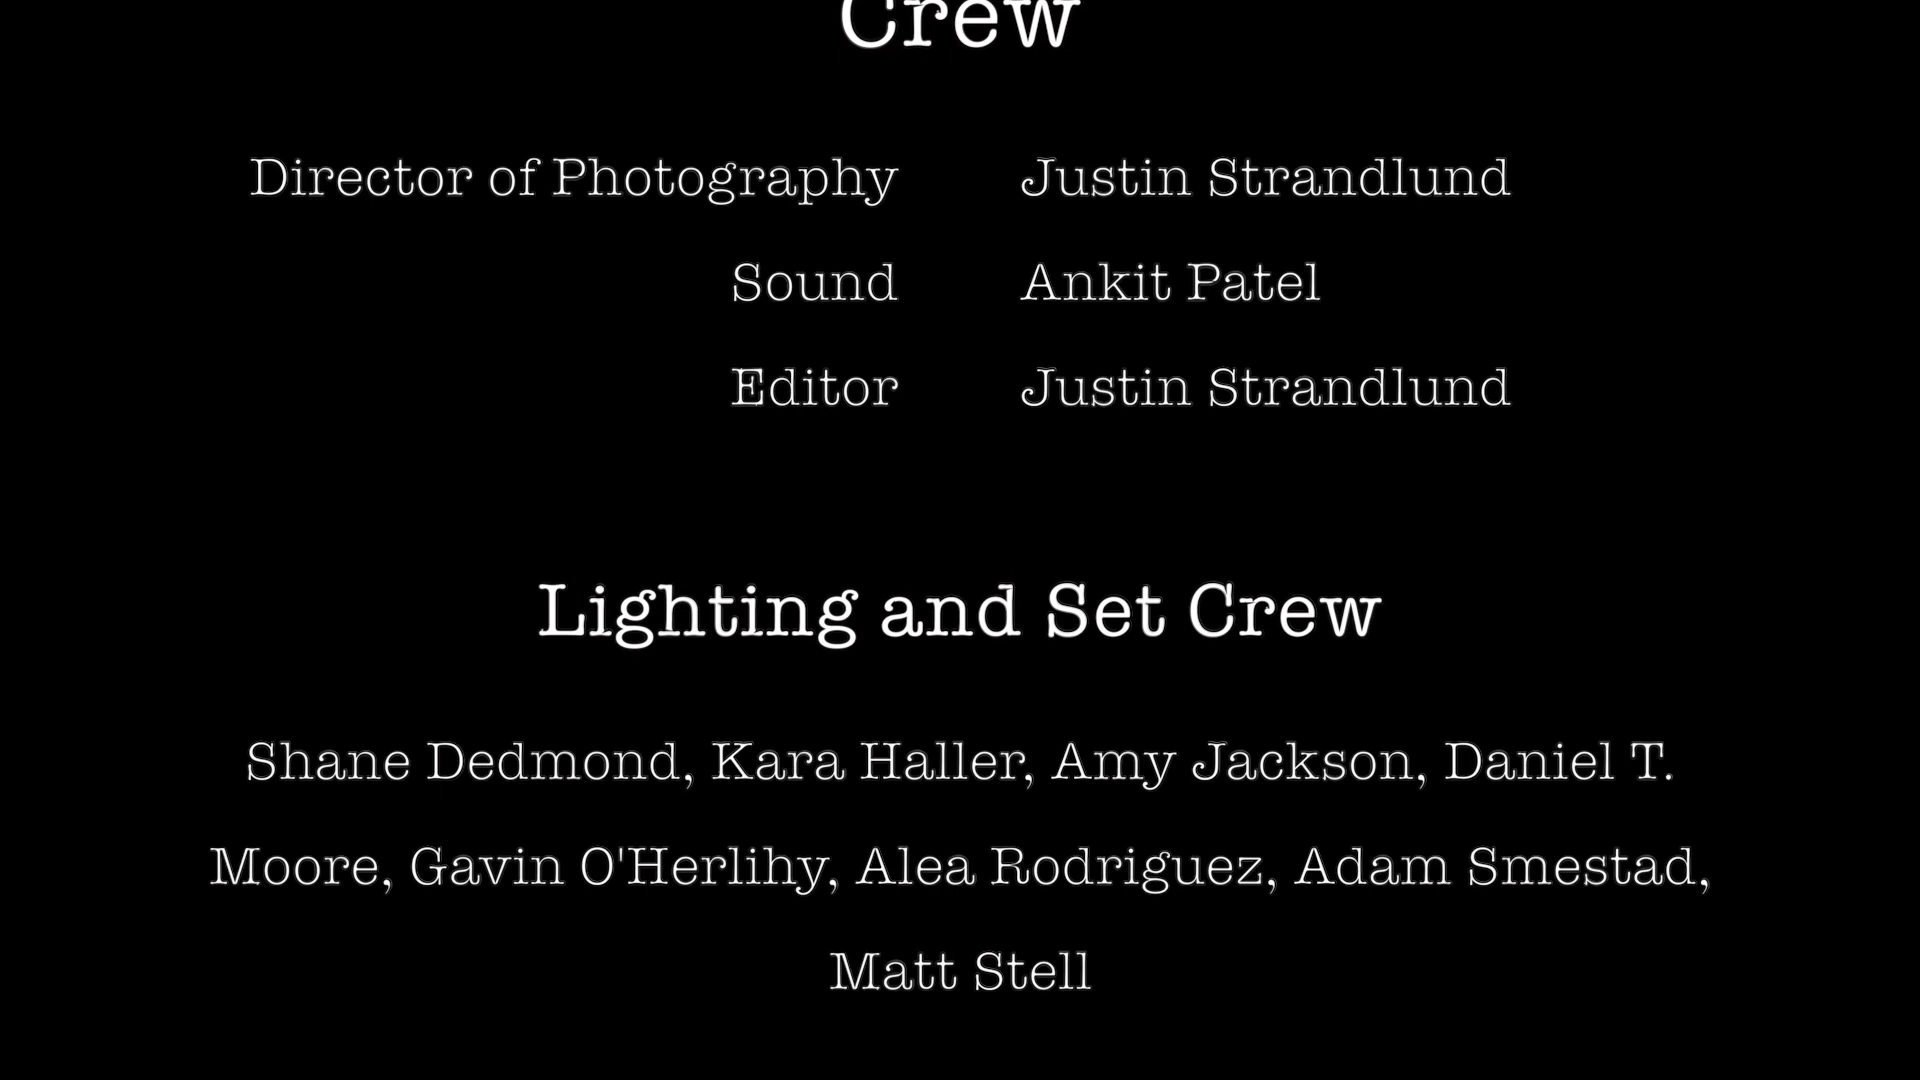 Crew
Director of Photography Justin Strandlund
Sound Ankit Patel
Editor Justin Strandlund
Lighting and Set Crew
Shane Dedmond, Kara Haller, Amy Jackson, Daniel T.
Moore, Gavin O'Herlihy, Alea Rodriguez, Adam Smestad,
Matt Stell